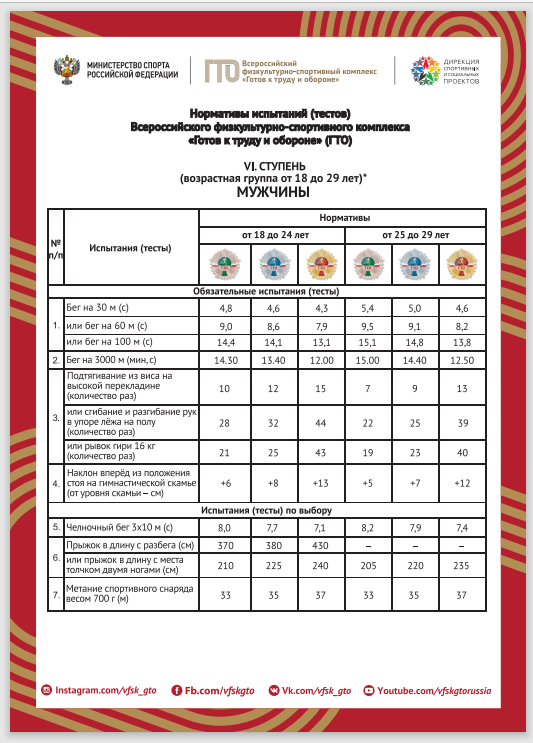 МИНИСТЕРСТВО СПОРТА
РОССИЙСКОЙ ФЕДЕРАЦИИ
ГТО
Всероссийский
физкультурно-спортивный комплекс
«Готов к труду и обороне»
ДИРЕКЦИЯ
СПОРТИВНЫХ
И СОЦИАЛЬНЫХ
ПРОЕКТОВ
Нормативы испытаний (тестов)
Всероссийского физкультурно-спортивного комплекса
«Готов к труду и обороне» (ГТО)
VI. СТУПЕНЬ
(возрастная группа от 18 до 29 лет)*
МУЖЧИНЫ
№ п/п Испытания (тесты) Нормативы
от 18 до 24 лет от 25 до 29 лет
ГТО ГТО ГТО ГТО ГТО ГТО
Обязательные испытания (тесты)
1. Бег на 30 м (с) 4,8 4,6 4,3 5,4 5,0 4,6
или бег на 60 м (с) 9,0 8,6 7,9 9,5 9,1 8,2
или бег на 100 м (с) 14,4 14,1 13,1 15,1 14,8 13,8
2. Бег на 3000 м (мин,с) 14.30 13.40 12.00 15.00 14.40 12.50
3. Подтягивание из виса на
высокой перекладине
(количество раз) 10 12 15 7 9 13
или сгибание и разгибание рук
в упоре лёжа на полу
(количество раз) 28 32 44 22 25 39
или рывок гири 16 кг
(количество раз) 21 25 43 19 23 40
4. Наклон вперёд из положения
стоя на гимнастической скамье
(от уровня скамьи – см) +6 +8 +13 +5 +7 +12
Испытания (тесты) по выбору
5. Челночный бег 3х10 м (с) 8,0 7,7 7,1 8,2 7,9 7,4
6. Прыжок в длину с разбега (см) 370 380 430 – – –
или прыжок в длину с места
толчком двумя ногами (см) 210 225 240 205 220 235
7. Метание спортивного снаряда
весом 700 г (м) 33 35 37 33 35 37
Instagram.com/vfsk_gto Fb.com/vfskgto Vk.com/vfsk_gto Youtube.com/vfskgtorussia